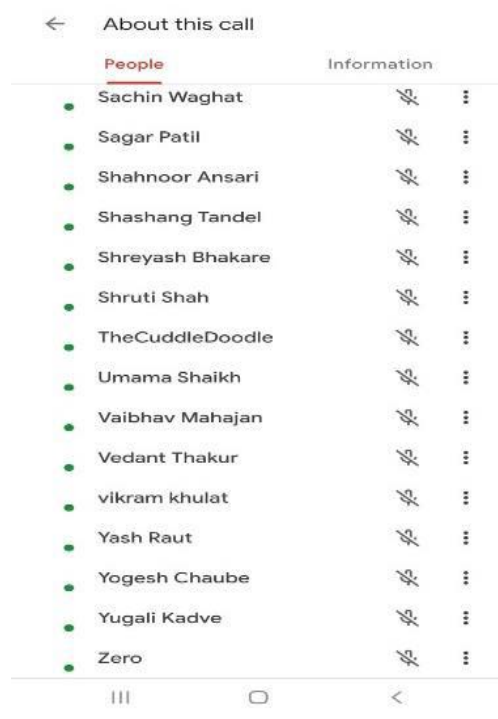 About this call
People Information
Sachin Waghat
Sagar Patil
Shahnoor Ansari
Shashang Tandel
Shreyash Bhakare
Shruti Shah
TheCuddleDoodle
Umama Shaikh
Vaibhav Mahajan
Vedant Thakur
vikram khulat
Yash Raut
Yogesh Chaube
Yugali Kadve
Zero